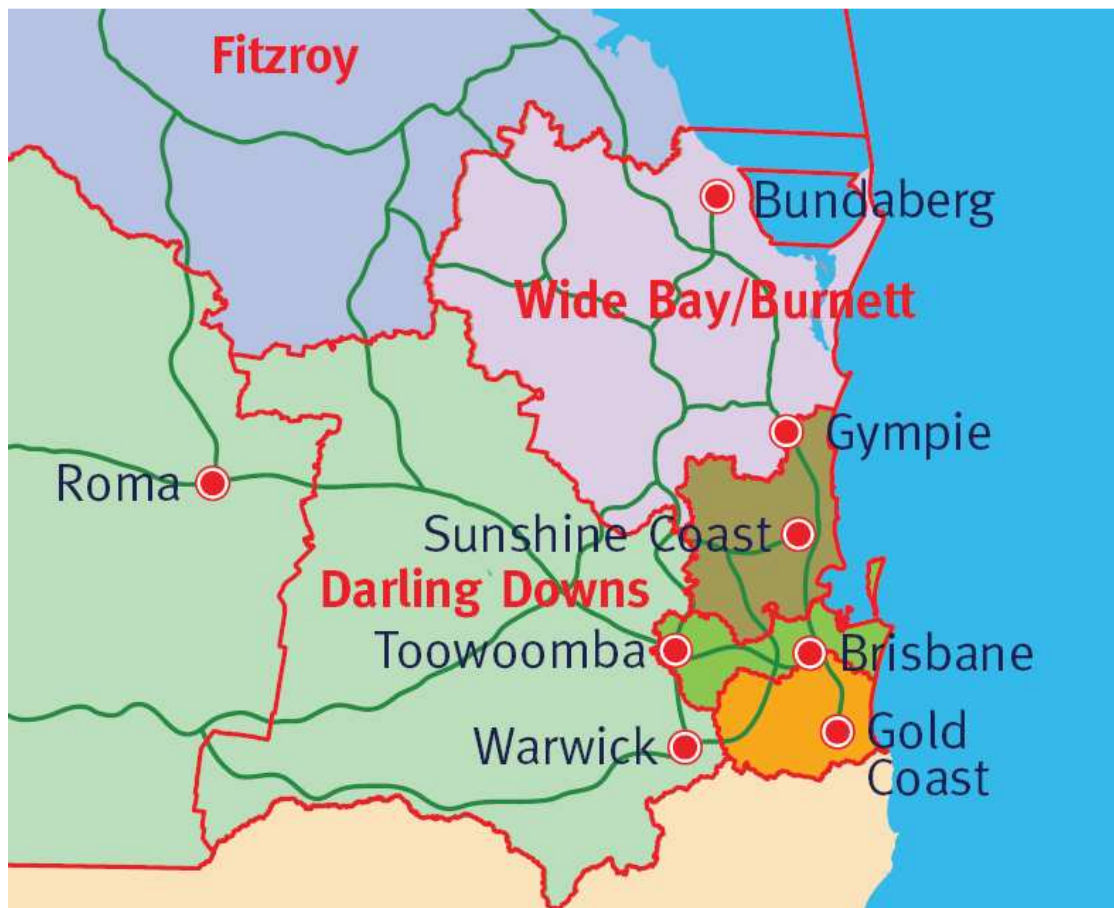 Fitzroy
Bundaberg
Wide Bay/Burnett
Gympie
Roma
Sunshine Coast
Darling Downs
Toowoomba
Brisbane
Warwick
Gold
Coast